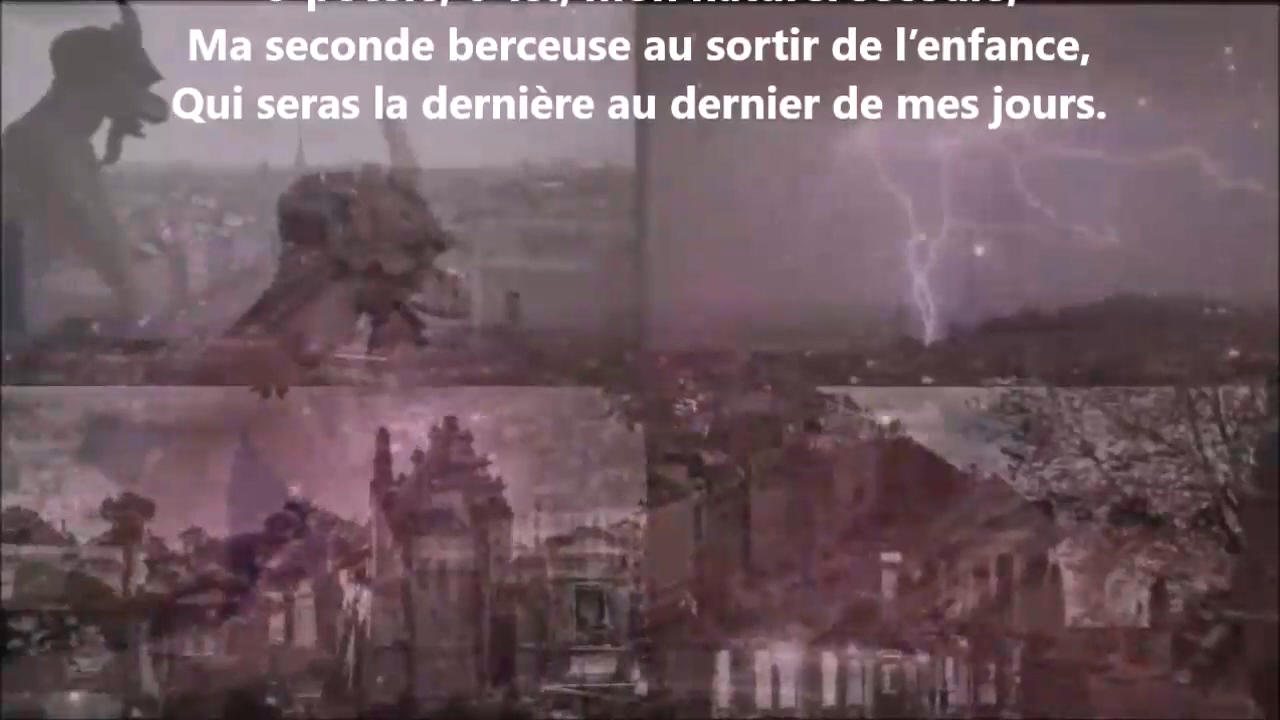 Ma seconde berceuse au sortir de l’enfance,
Qui seras la dernière au dernier de mes jours.